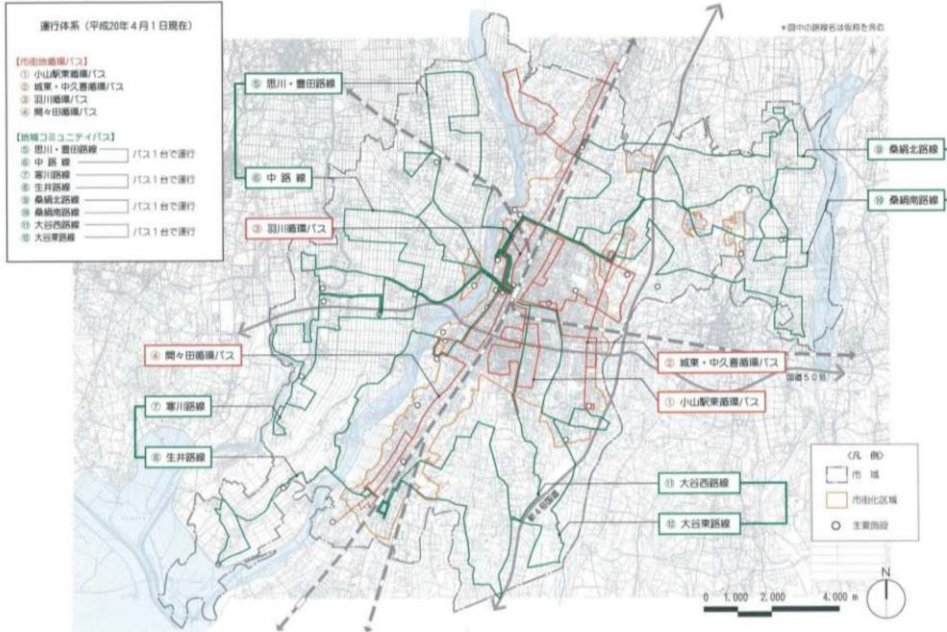 運行体系（平成20年4月1日現在）
【市街地循環バス】
① 小山駅東循環バス
② 城東・中久喜循環バス
③ 羽川循環バス
④ 間々田循環バス
【地域コミュニティバス】
⑤ 思川・豊田路線
⑥ 中 路 線
バス１台で運行
⑦ 寒川路線
⑧ 生井路線
バス１台で運行
⑨ 桑絹北路線
⑩ 桑絹南路線
バス１台で運行
⑪ 大谷西路線
⑫ 大谷東路線
バス１台で運行
＊図中の路線名は仮称を含む
⑤ 思川・豊田路線
⑨ 桑絹北路線
⑥ 中 路 線
⑩ 桑絹南路線
③ 羽川循環バス
④ 間々田循環バス
② 城東・中久喜循環バス
国道５０号
① 小山駅東循環バス
⑦ 寒川路線
⑧ 生井路線
⑪ 大谷西路線
新４号国道
⑫ 大谷東路線
〈凡 例〉
市 域
市街化区域
主要施設
N
0 1.000 2.000 4.000 m